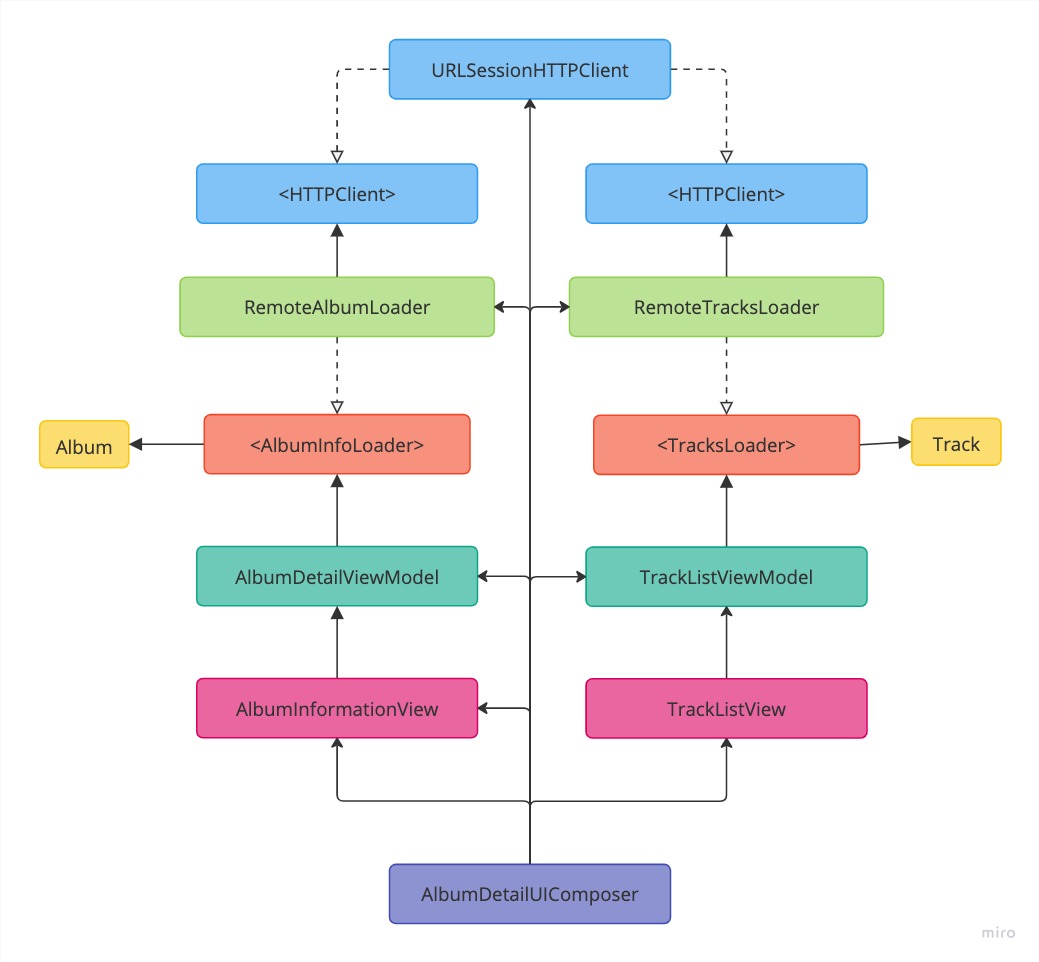 URLSessionHTTPClient
<HTTPClient>
<HTTPClient>
RemoteAlbumLoader
RemoteTracksLoader
Album
<AlbumInfoLoader>
<TracksLoader>
Track
AlbumDetailViewModel
TrackListViewModel
AlbumInformationView
TrackListView
AlbumDetailUIComposer
miro